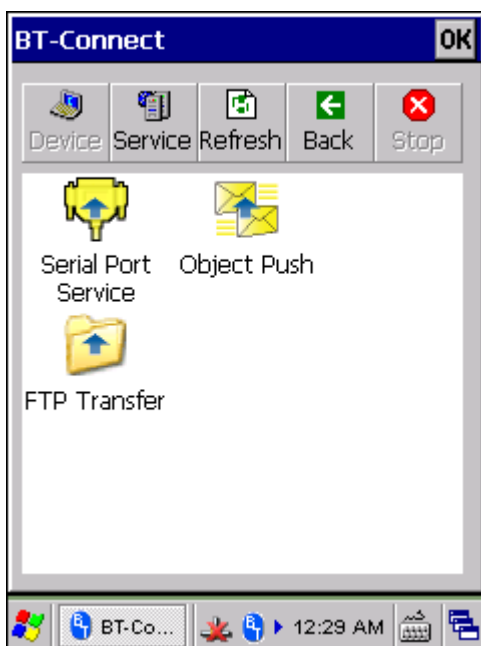 BT-Connect OK
Device Service Refresh Back Stop
Serial Port
Service
Object Push
FTP Transfer
BT-Co... 12:29 AM